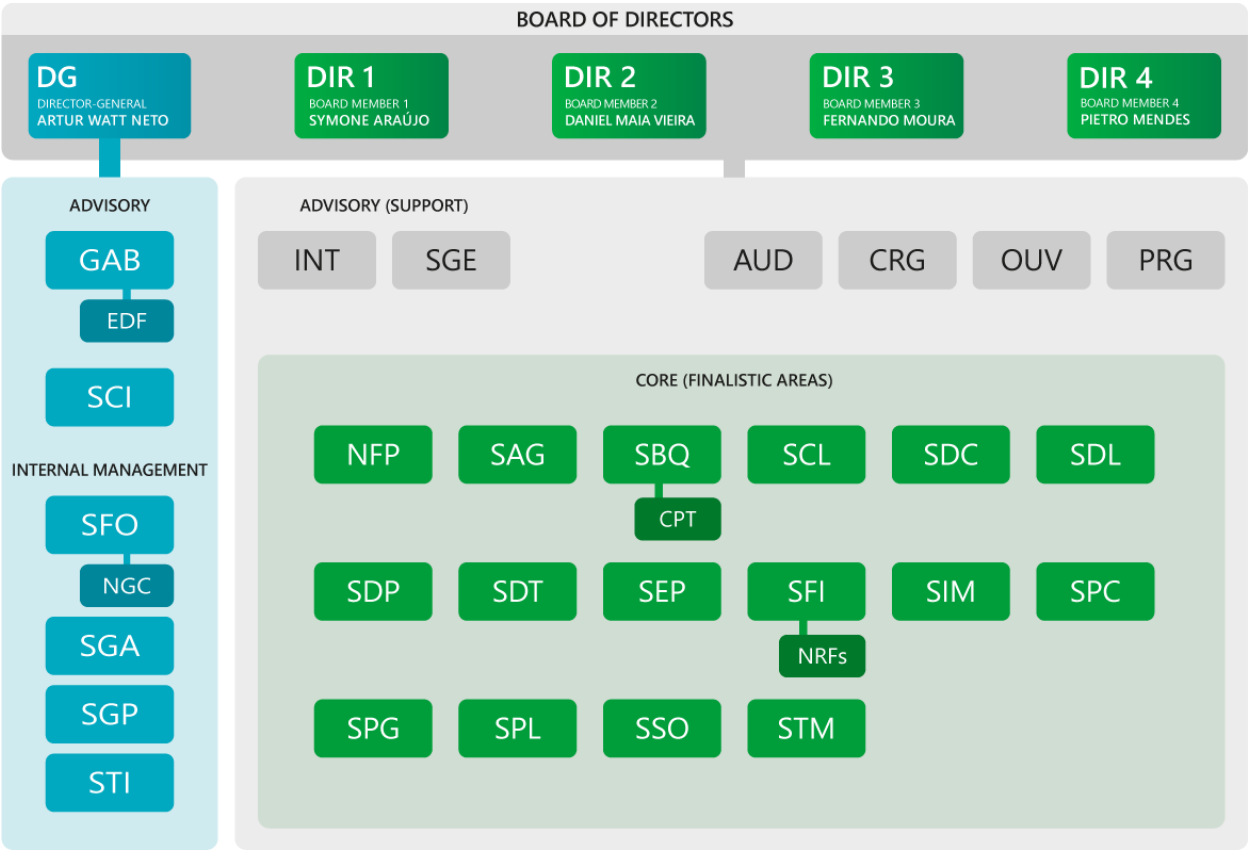 BOARD OF DIRECTORS
DG
DIRECTOR-GENERAL
ARTUR WATT NETO
DIR 1
BOARD MEMBER 1
SYMONE ARAÚJO
DIR 2
BOARD MEMBER 2
DANIEL MAIA VIEIRA
DIR 3
BOARD MEMBER 3
FERNANDO MOURA
DIR 4
BOARD MEMBER 4
PIETRO MENDES
ADVISORY
GAB
EDF
SCI
INTERNAL MANAGEMENT
SFO
NGC
SGA
SGP
STI
ADVISORY (SUPPORT)
INT SGE AUD CRG OUV PRG
CORE (FINALISTIC AREAS)
NFP SAG SBQ SCL SDC SDL
CPT
SDP SDT SEP SFI SIM SPC
NRFs
SPG SPL SSO STM